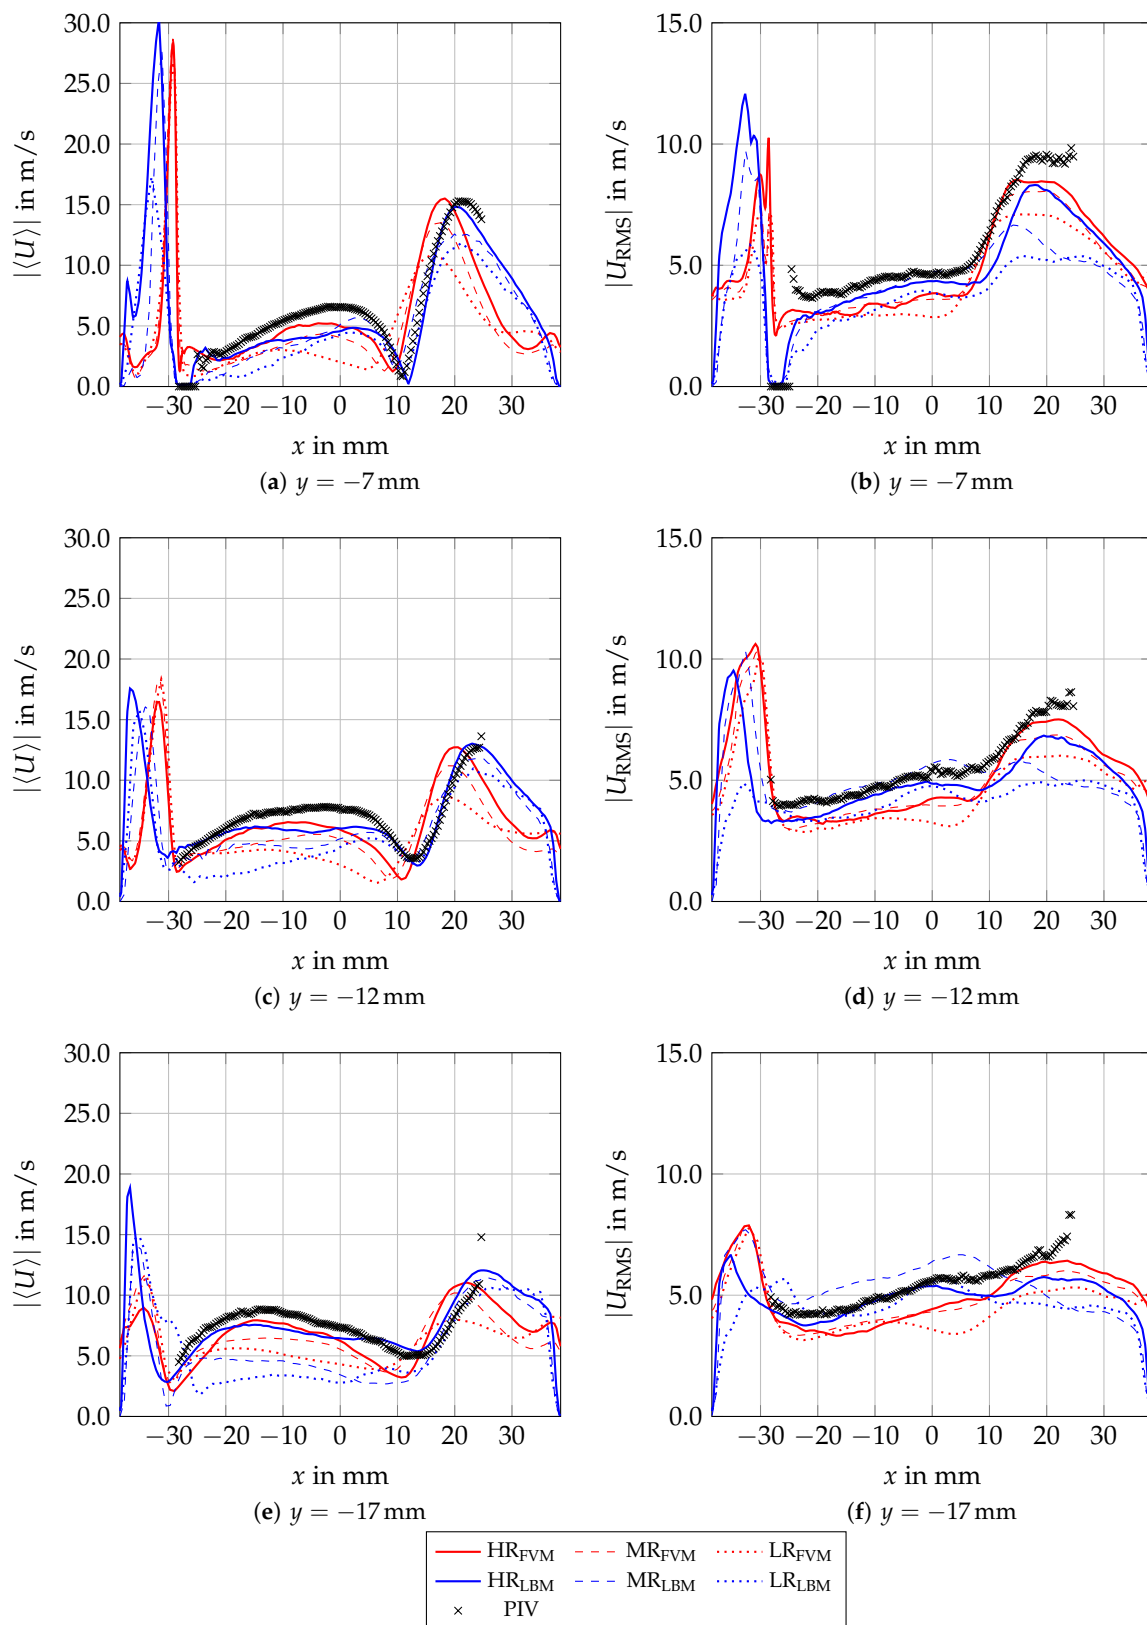 30.0
25.0
20.0
15.0
10.0
5.0
0.0
−30 −20 −10 0 10 20 30
|⟨U⟩| in m/s
x in mm
(a) y = −7 mm
15.0
10.0
5.0
0.0
−30 −20 −10 0 10 20 30
|U_RMS| in m/s
x in mm
(b) y = −7 mm
30.0
25.0
20.0
15.0
10.0
5.0
0.0
−30 −20 −10 0 10 20 30
|⟨U⟩| in m/s
x in mm
(c) y = −12 mm
15.0
10.0
5.0
0.0
−30 −20 −10 0 10 20 30
|U_RMS| in m/s
x in mm
(d) y = −12 mm
30.0
25.0
20.0
15.0
10.0
5.0
0.0
−30 −20 −10 0 10 20 30
|⟨U⟩| in m/s
x in mm
(e) y = −17 mm
15.0
10.0
5.0
0.0
−30 −20 −10 0 10 20 30
|U_RMS| in m/s
x in mm
(f) y = −17 mm
HR_FVM MR_FVM LR_FVM
HR_LBM MR_LBM LR_LBM
PIV